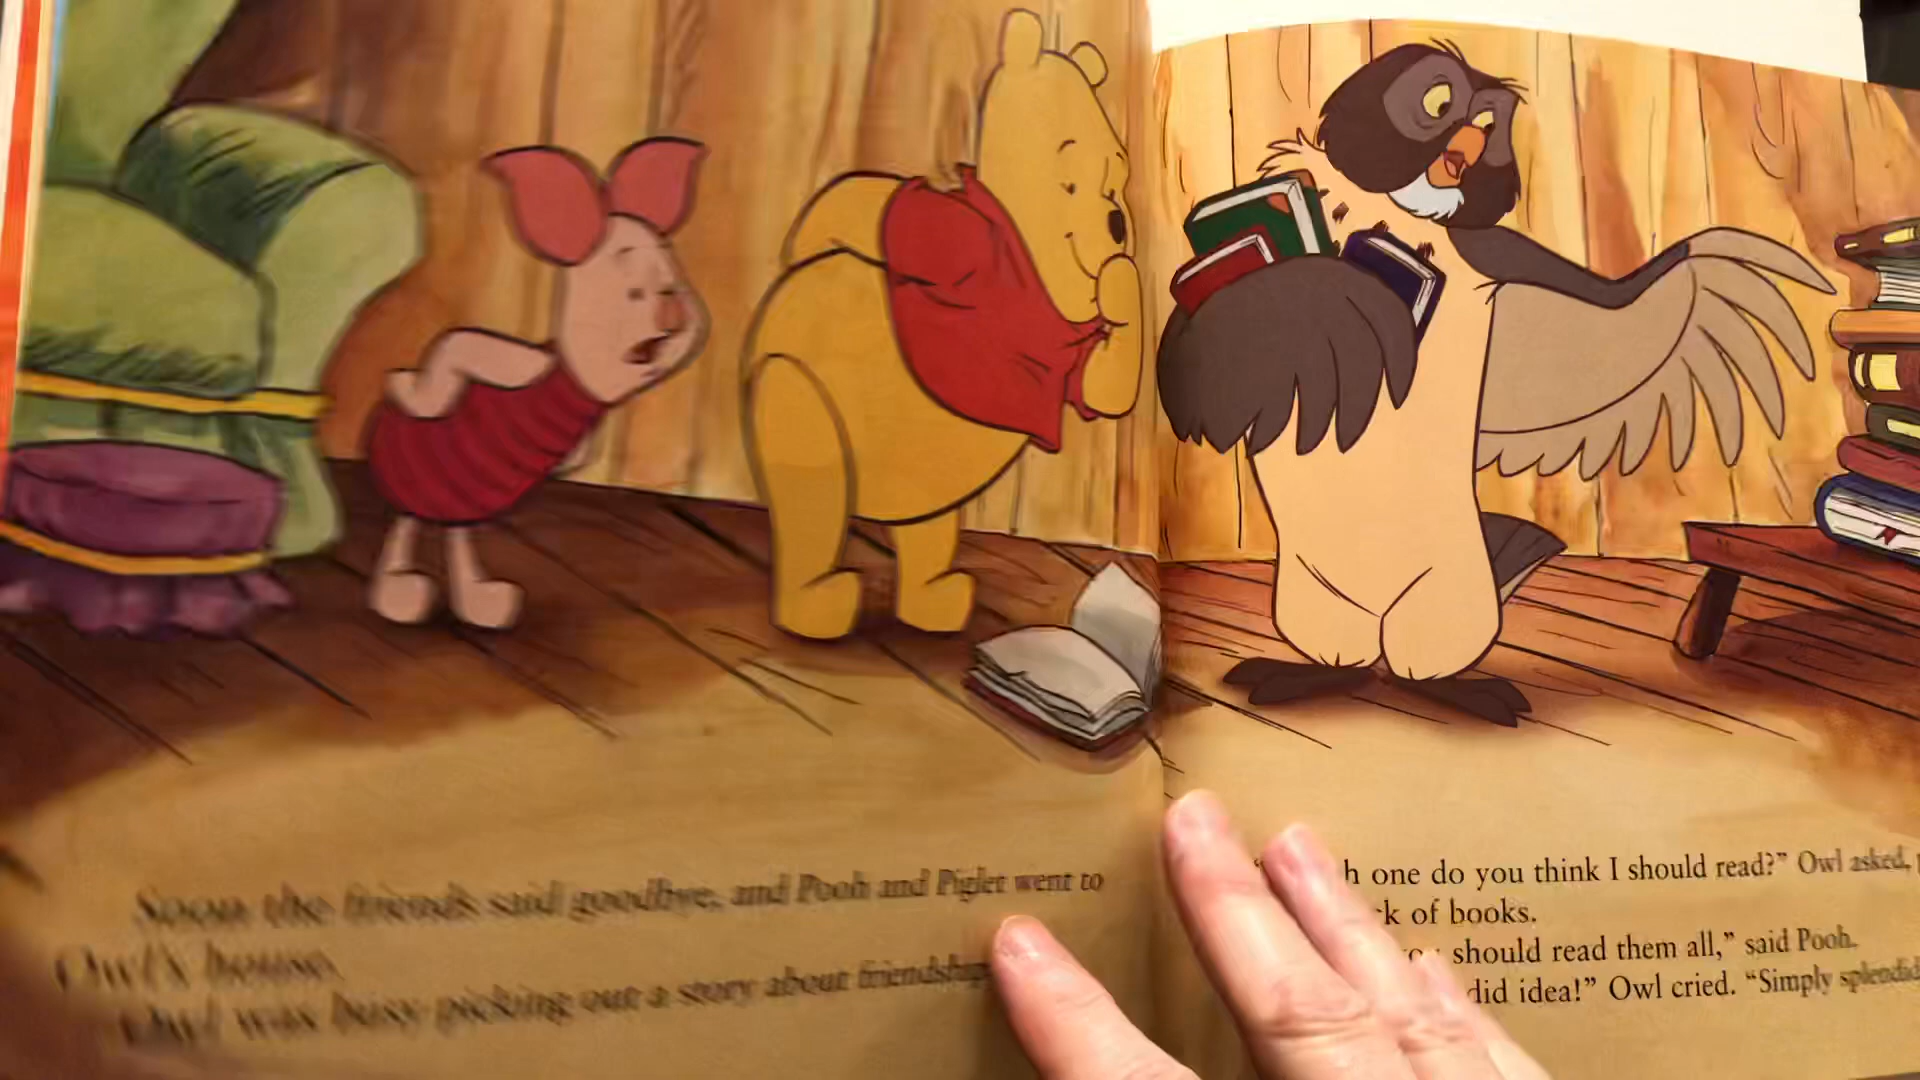 Soon the friends said goodbye, and Pooh and Piglet went to
Owl's house.
Owl was busy picking out a story about friendship
h one do you think I should read?" Owl asked,
k of books.
should read them all," said Pooh.
did idea!" Owl cried. "Simply splendid